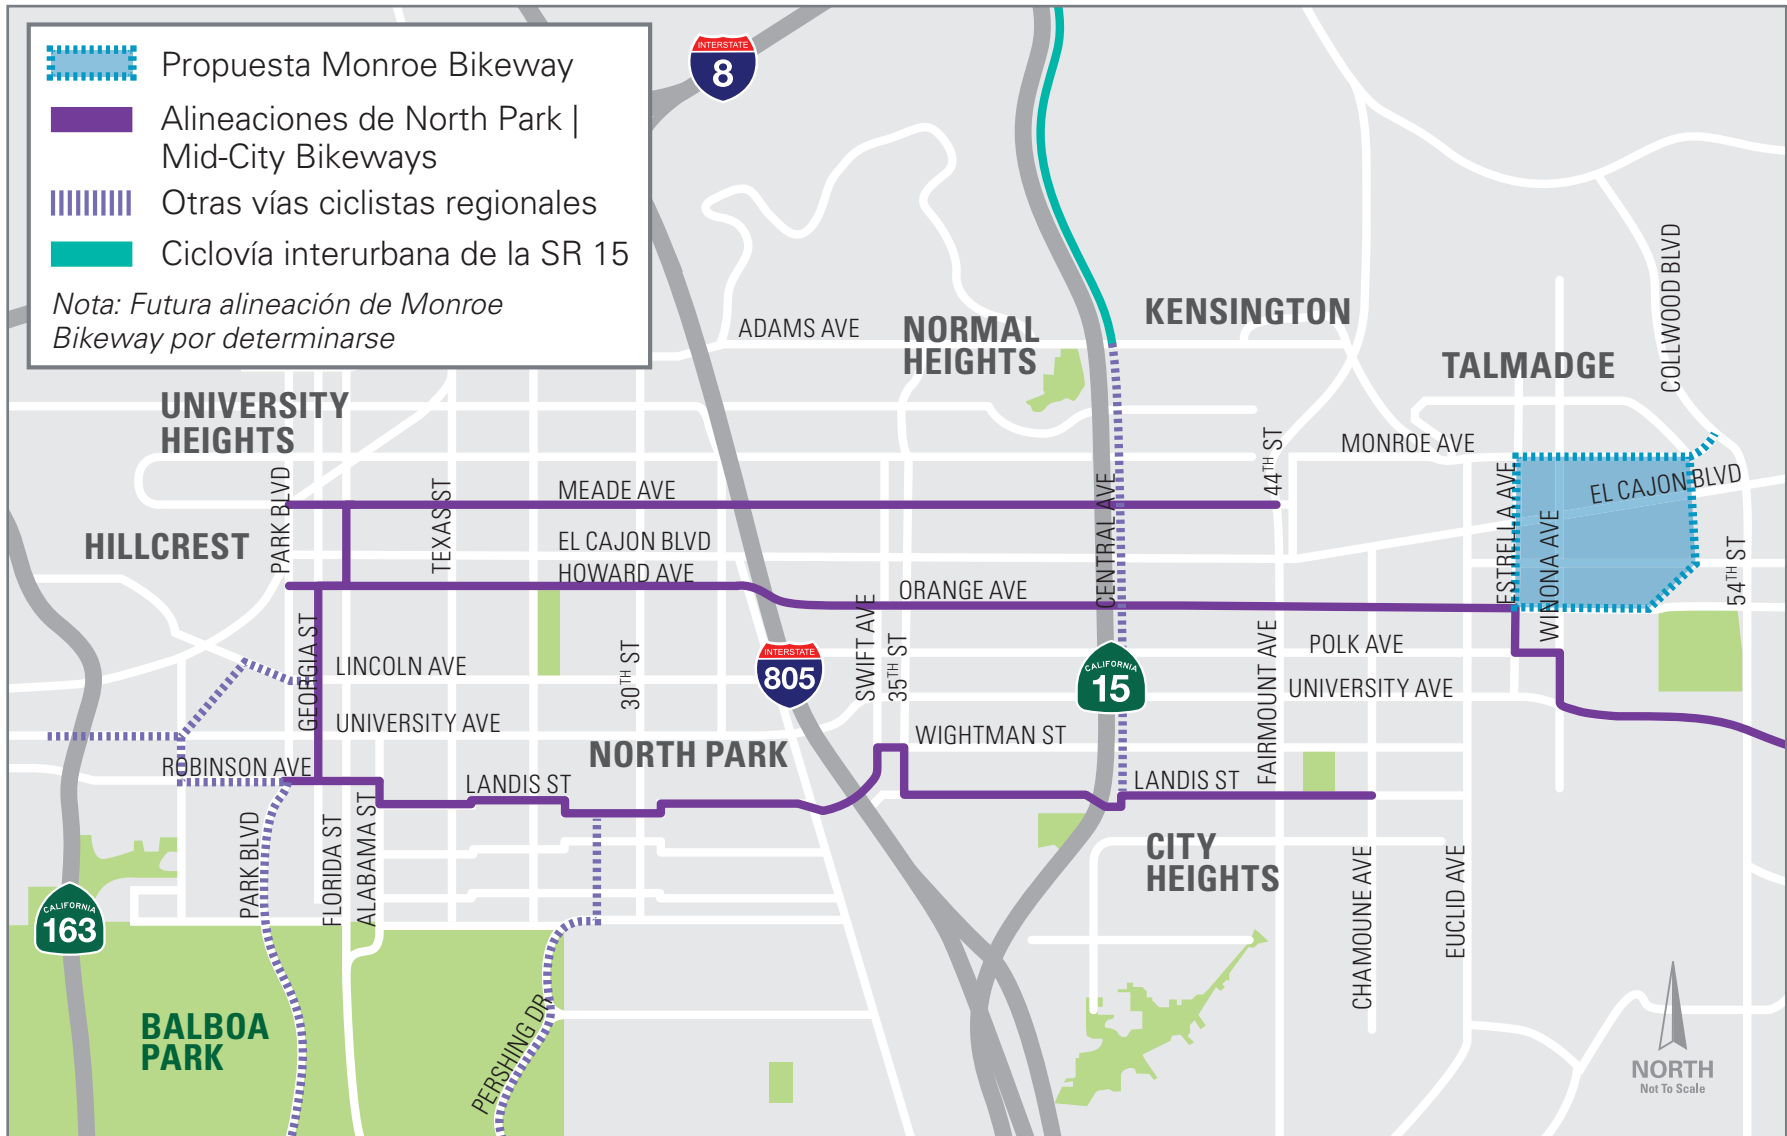 Propuesta Monroe Bikeway
Alineaciones de North Park |
Mid-City Bikeways
Otras vías ciclistas regionales
Ciclovía interurbana de la SR 15
Nota: Futura alineación de Monroe
Bikeway por determinarse
INTERSTATE
8
ADAMS AVE
NORMAL
HEIGHTS
KENSINGTON
TALMADGE
COLLWOOD BLVD
UNIVERSITY
HEIGHTS
MONROE AVE
44TH ST
PARK BLVD
TEXAS ST
MEADE AVE
CENTRAL AVE
ESTRELLA AVE
EL CAJON BLVD
WINONA AVE
HILLCREST
EL CAJON BLVD
HOWARD AVE
ORANGE AVE
54TH ST
GEORGIA ST
LINCOLN AVE
30TH ST
INTERSTATE
805
SWIFT AVE
35TH ST
CALIFORNIA
15
FAIRMOUNT AVE
POLK AVE
UNIVERSITY AVE
UNIVERSITY AVE
NORTH PARK
WIGHTMAN ST
ROBINSON AVE
LANDIS ST
LANDIS ST
PARK BLVD
FLORIDA ST
ALABAMA ST
CITY
HEIGHTS
CHAMOUNE AVE
EUCLID AVE
CALIFORNIA
163
BALBOA
PARK
PERSHING DR
NORTH
Not To Scale